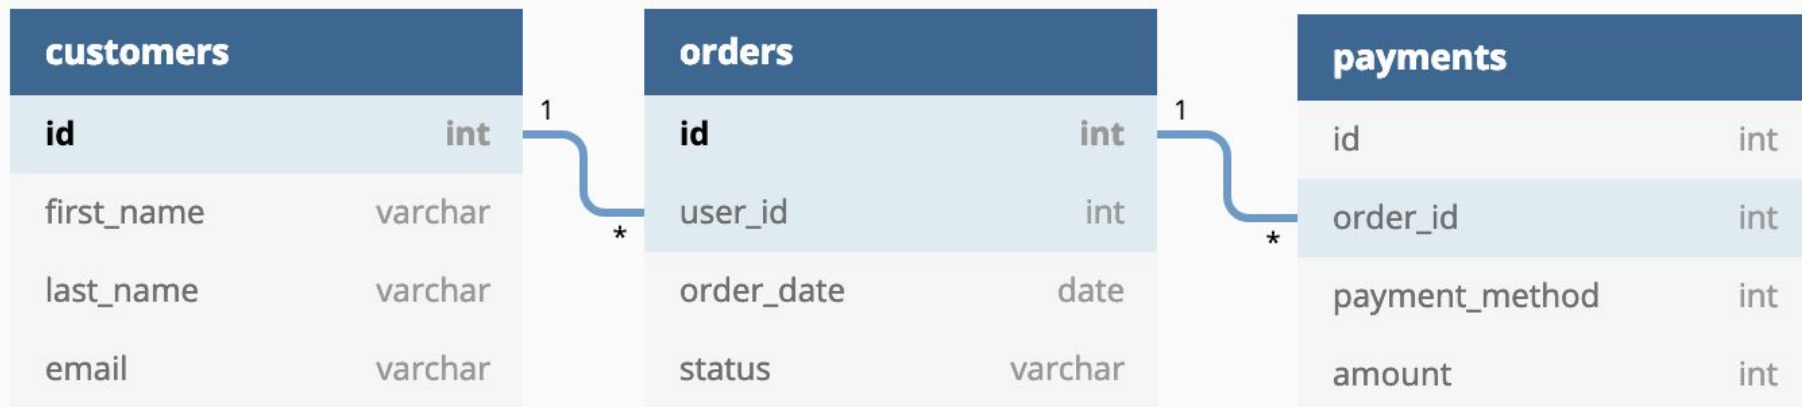 customers
id int
first_name varchar
last_name varchar
email varchar
1
*
orders
id int
user_id int
order_date date
status varchar
1
*
payments
id int
order_id int
payment_method int
amount int